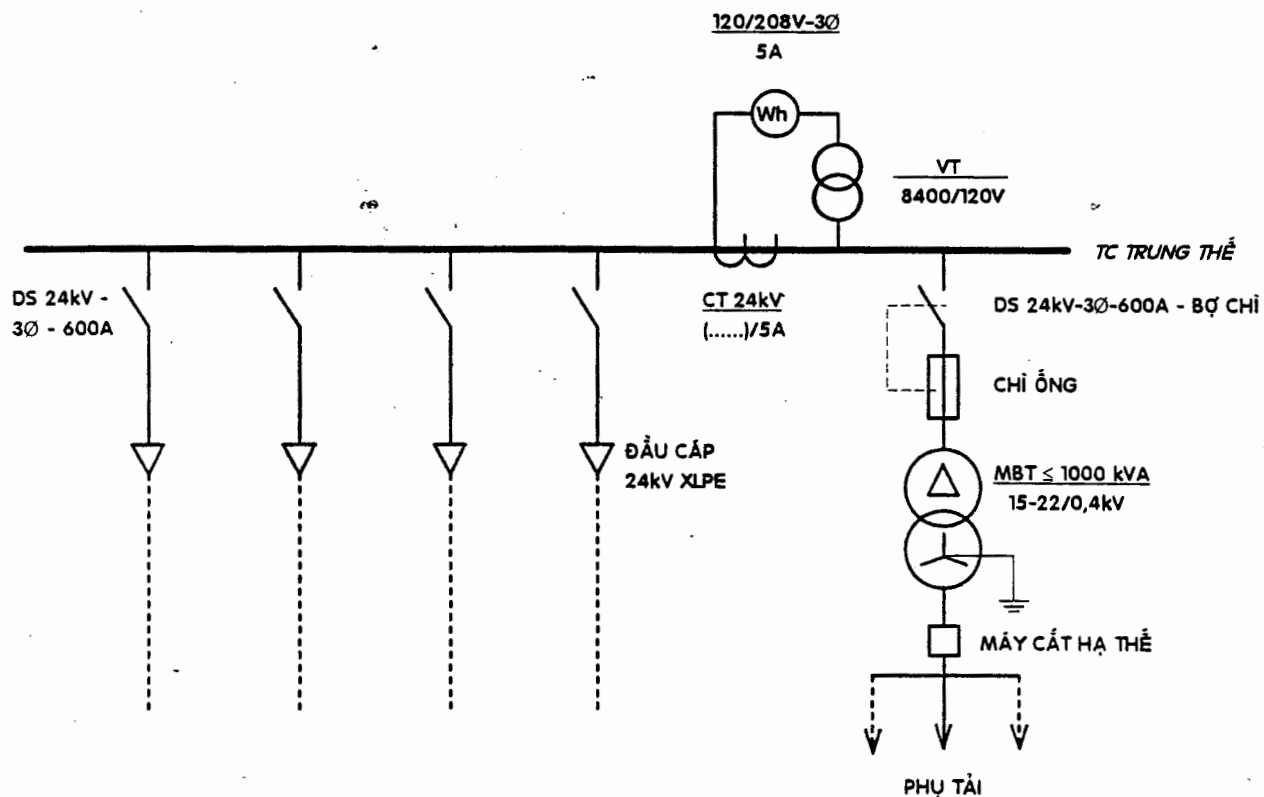 120/208V-3Ø
5A
Wh
VT
8400/120V
TC TRUNG THẾ
DS 24kV -
3Ø - 600A
CT 24kV
(......)/5A
DS 24kV-3Ø-600A - BỢ CHÌ
CHÌ ỐNG
ĐẦU CÁP
24kV XLPE
MBT ≤ 1000 kVA
15-22/0,4kV
MÁY CẮT HẠ THẾ
PHỤ TẢI